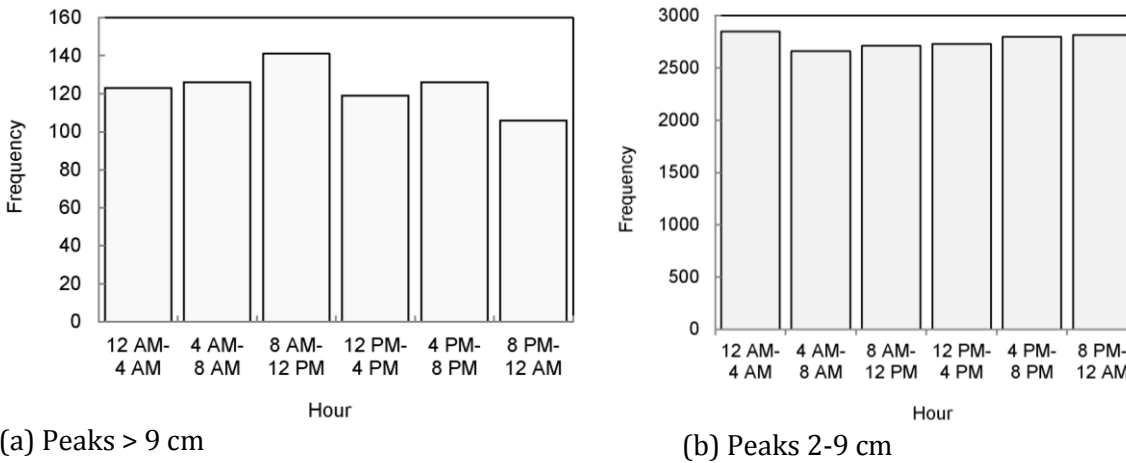 160
140
120
100
80
60
40
20
0
Frequency
12 AM-
4 AM
4 AM-
8 AM
8 AM-
12 PM
12 PM-
4 PM
4 PM-
8 PM
8 PM-
12 AM
Hour
(a) Peaks > 9 cm
3000
2500
2000
1500
1000
500
0
Frequency
12 AM-
4 AM
4 AM-
8 AM
8 AM-
12 PM
12 PM-
4 PM
4 PM-
8 PM
8 PM-
12 AM
Hour
(b) Peaks 2-9 cm